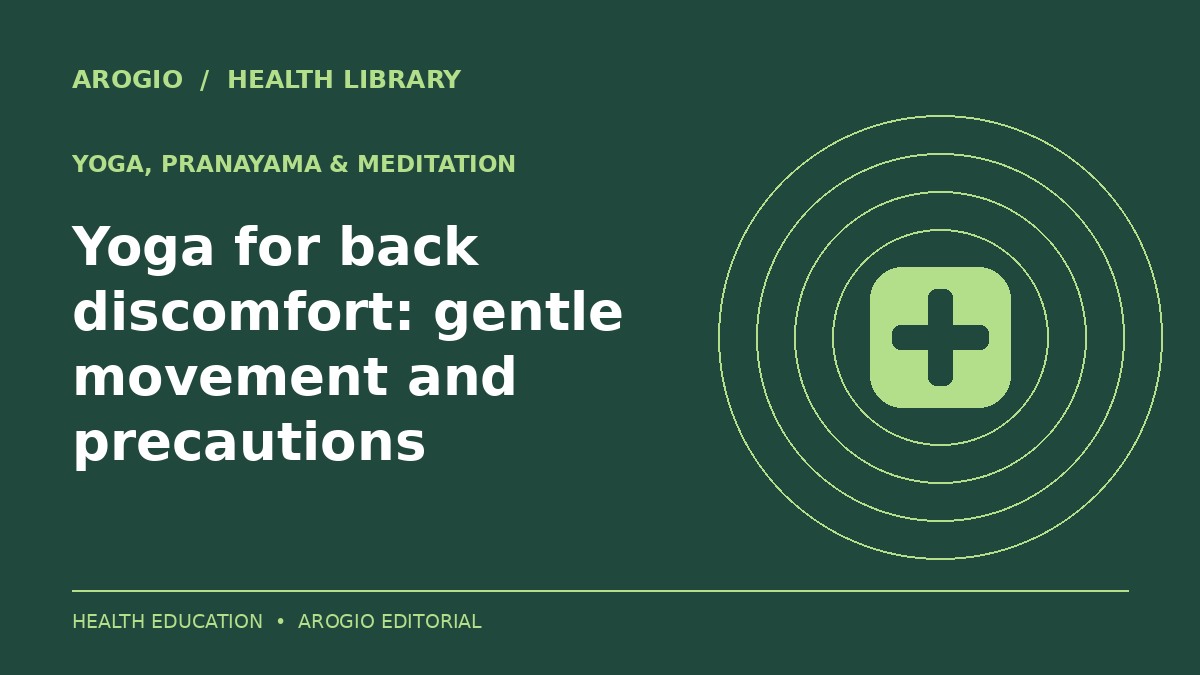 AROGIO / HEALTH LIBRARY
YOGA, PRANAYAMA & MEDITATION
Yoga for back
discomfort: gentle
movement and
precautions
HEALTH EDUCATION • AROGIO EDITORIAL